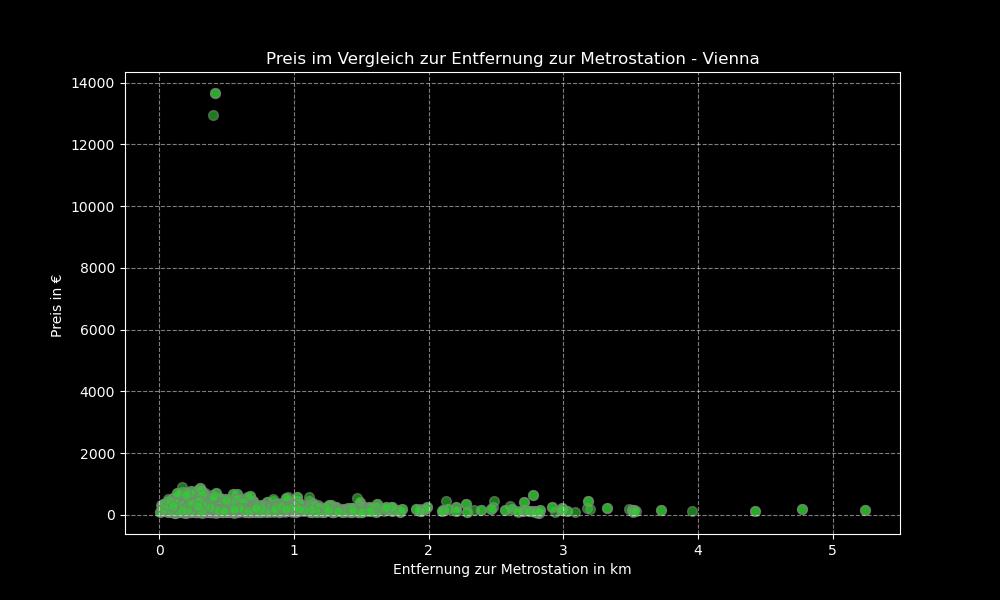 Preis im Vergleich zur Entfernung zur Metrostation - Vienna
14000
12000
10000
8000
6000
4000
2000
0
Preis in €
0 1 2 3 4 5
Entfernung zur Metrostation in km